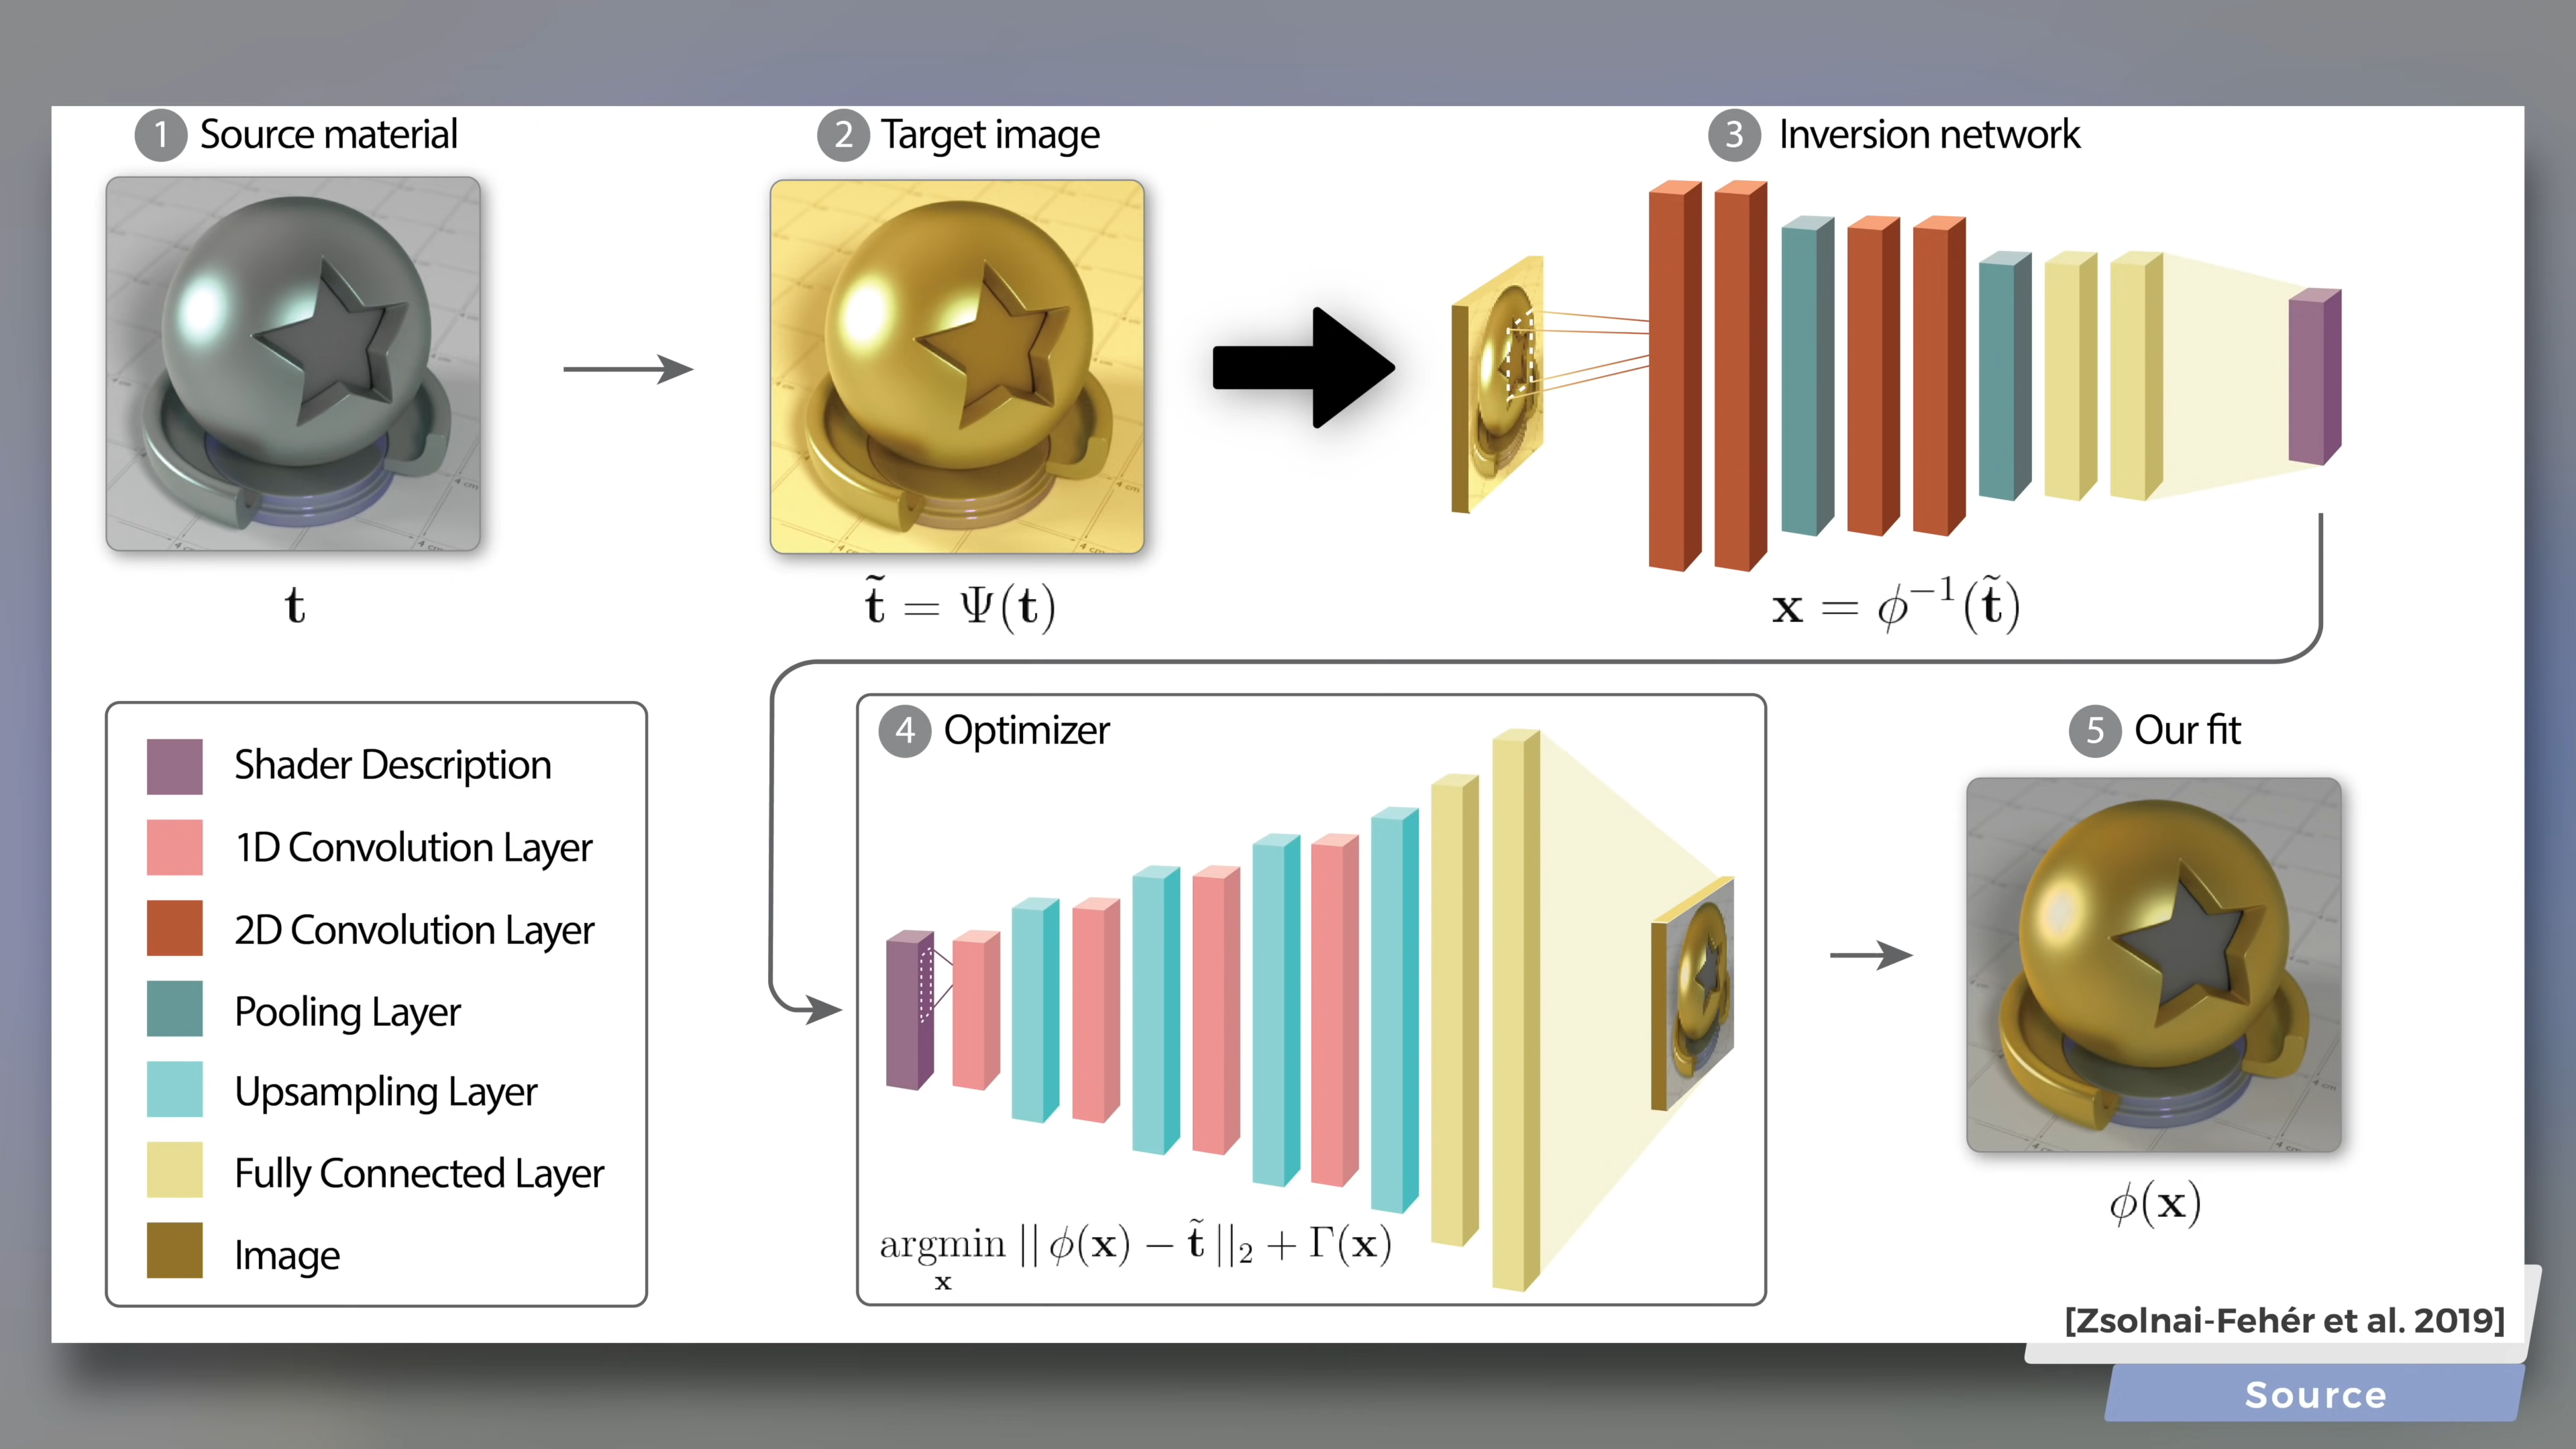 1 Source material
2 Target image
3 Inversion network
t
t̃ = Ψ(t)
x = ϕ⁻¹(t̃)
Shader Description
1D Convolution Layer
2D Convolution Layer
Pooling Layer
Upsampling Layer
Fully Connected Layer
Image
4 Optimizer
argmin || ϕ(x) − t̃ ||₂ + Γ(x)
x
5 Our fit
ϕ(x)
[Zsolnai-Fehér et al. 2019]
Source